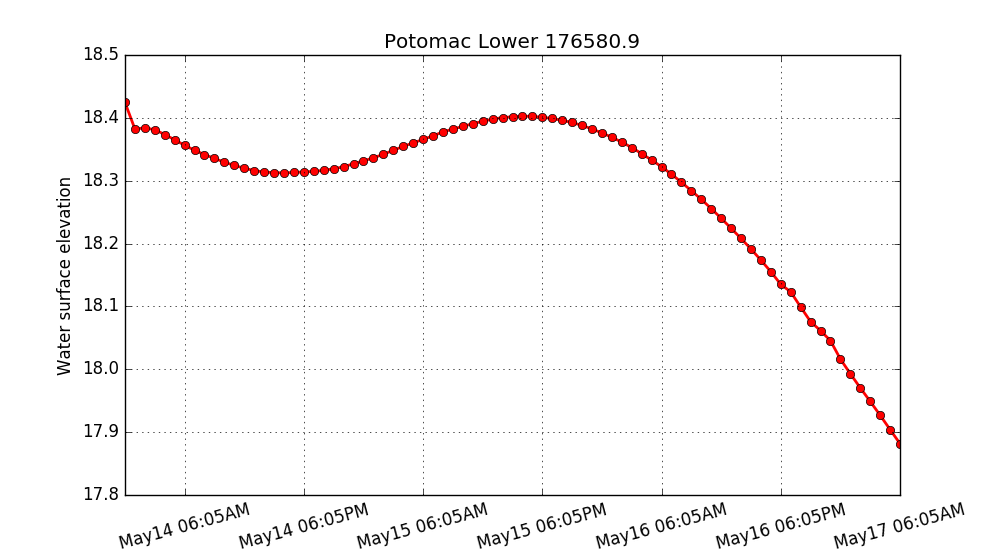 Potomac Lower 176580.9
18.5
18.4
18.3
18.2
18.1
18.0
17.9
17.8
Water surface elevation
May14 06:05AM
May14 06:05PM
May15 06:05AM
May15 06:05PM
May16 06:05AM
May16 06:05PM
May17 06:05AM